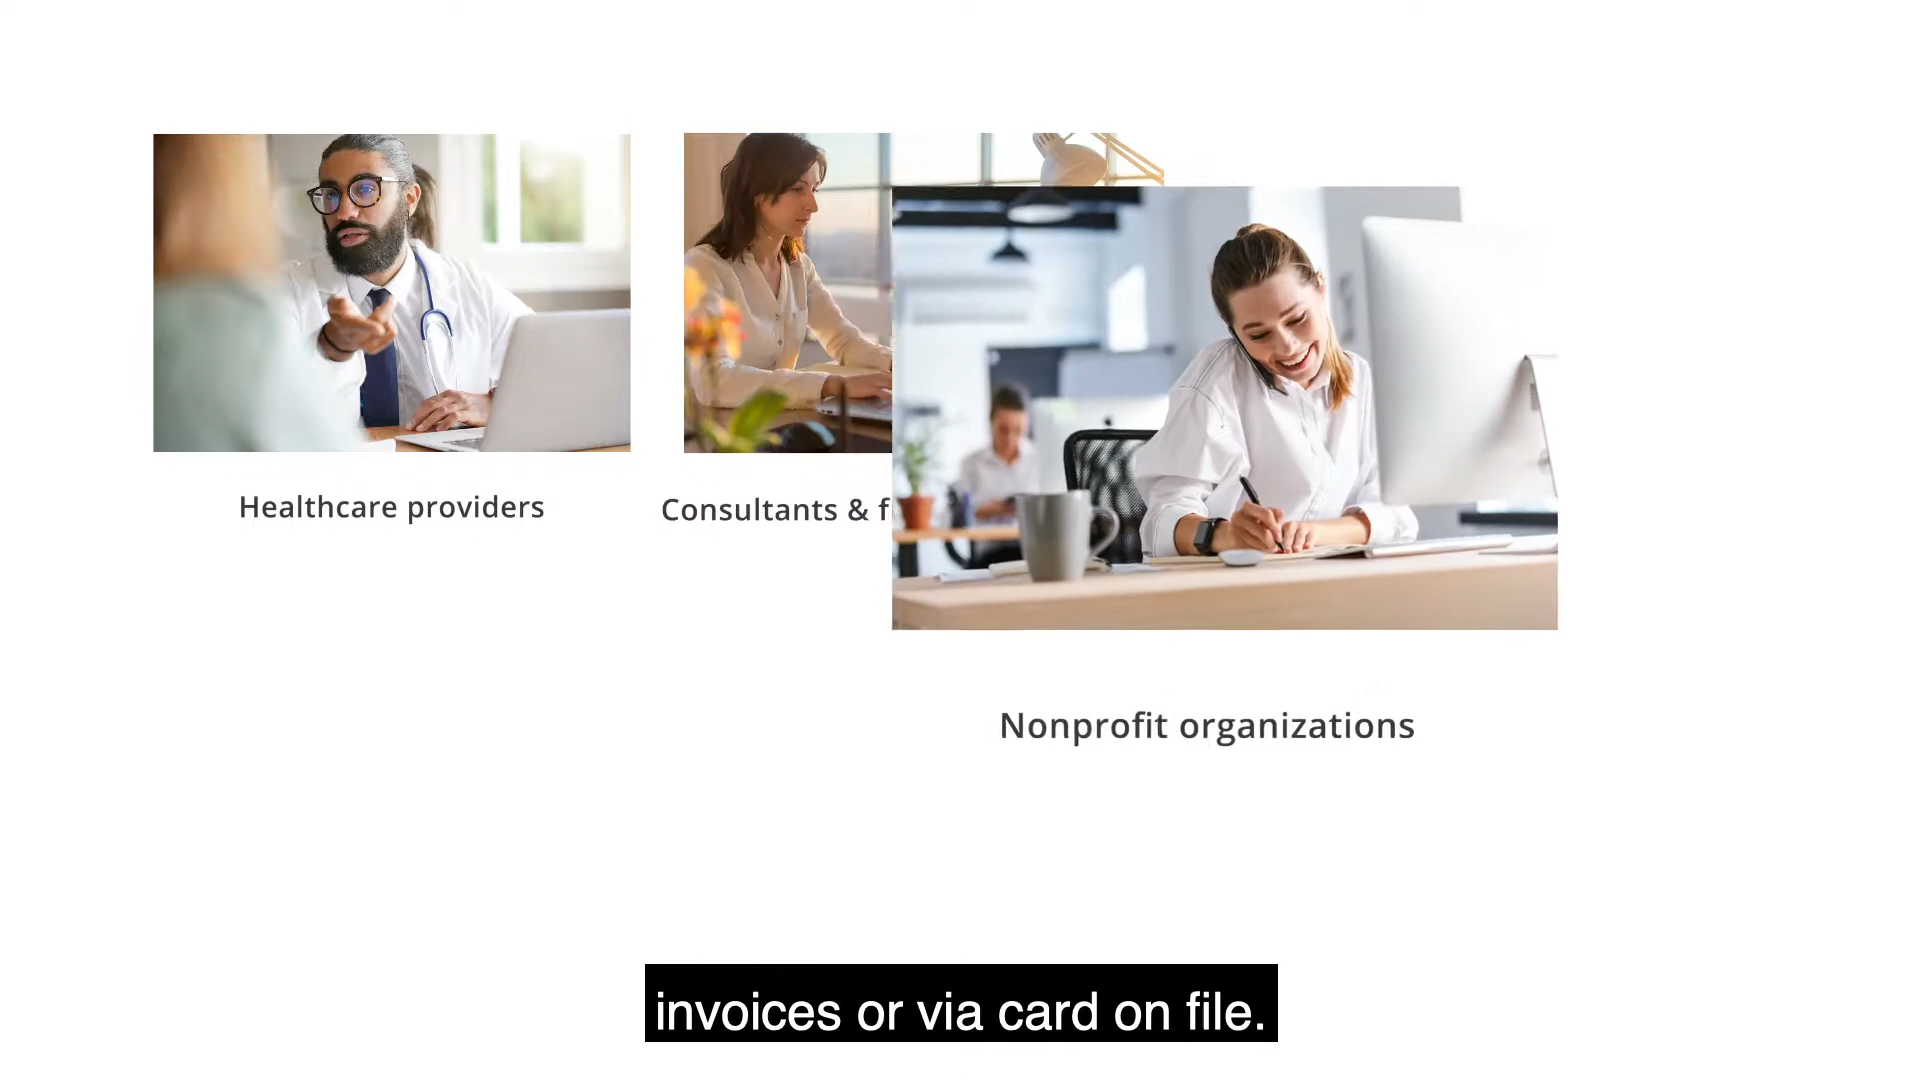 Healthcare providers
Consultants & f
Nonprofit organizations
invoices or via card on file.